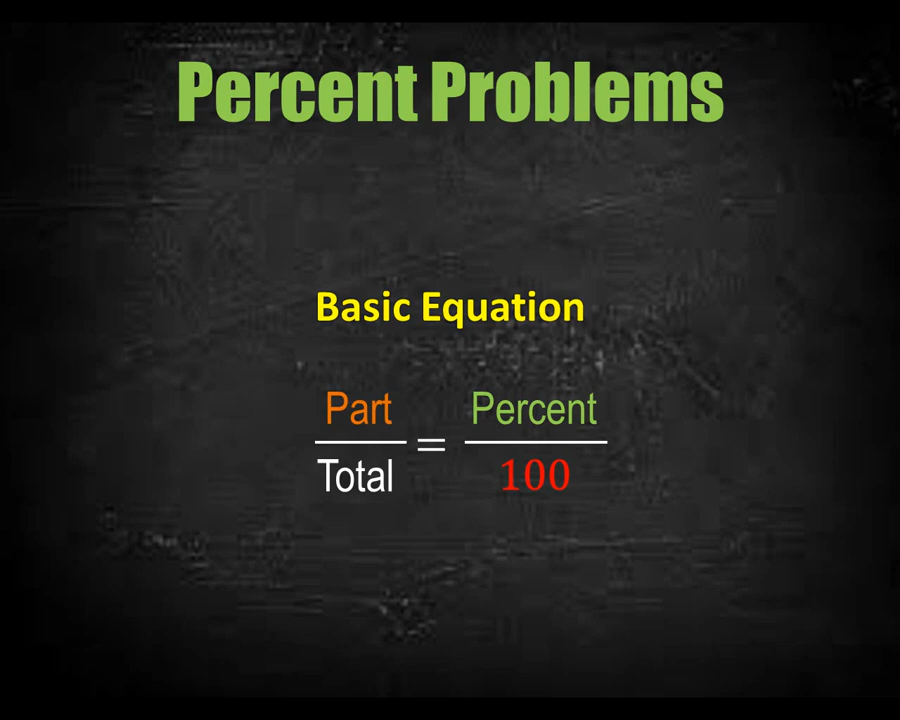 Percent Problems
Basic Equation
Part / Total = Percent / 100